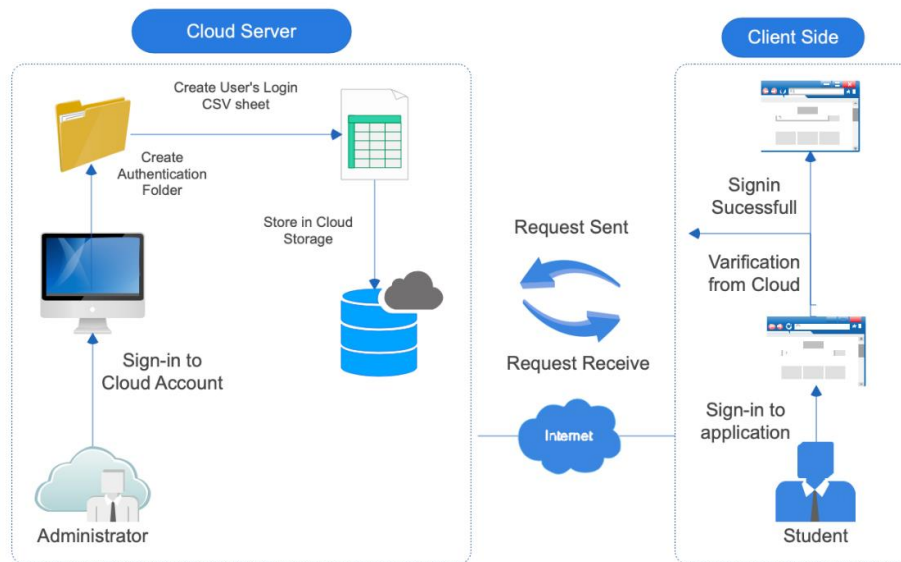 Cloud Server
Client Side
Create User's Login
CSV sheet
Create
Authentication
Folder
Store in Cloud
Storage
Sign-in to
Cloud Account
Administrator
Request Sent
Request Receive
Internet
Signin
Sucessfull
Varification
from Cloud
Sign-in to
application
Student